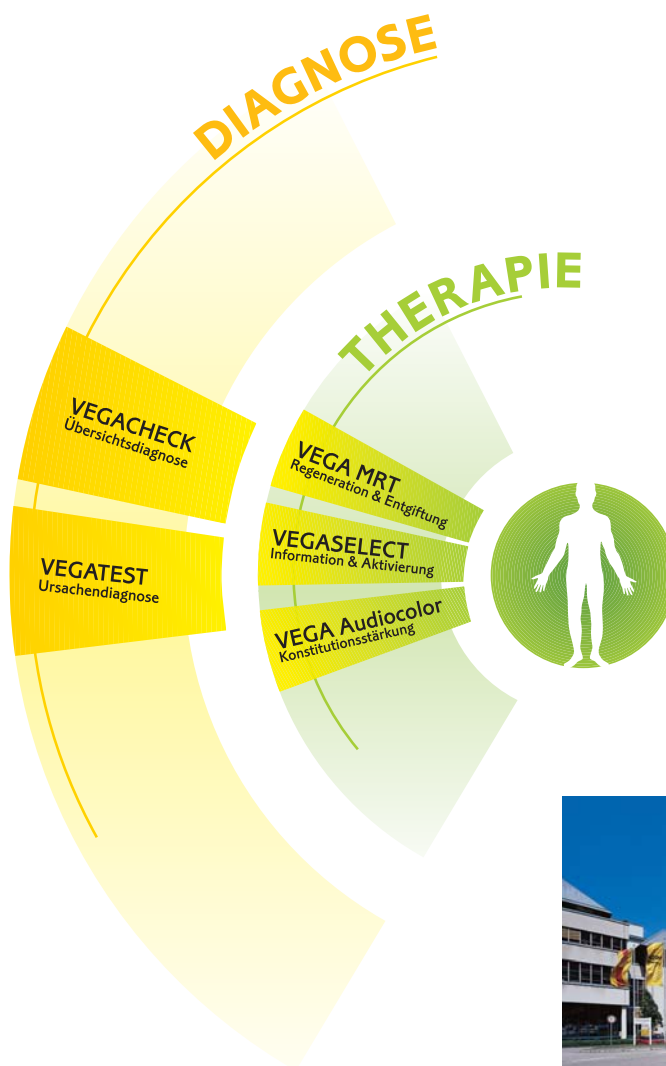 DIAGNOSE
THERAPIE
VEGACHECK
Übersichtsdiagnose
VEGATEST
Ursachendiagnose
VEGA MRT
Regeneration & Entgiftung
VEGASELECT
Information & Aktivierung
VEGA Audiocolor
Konstitutionsstärkung